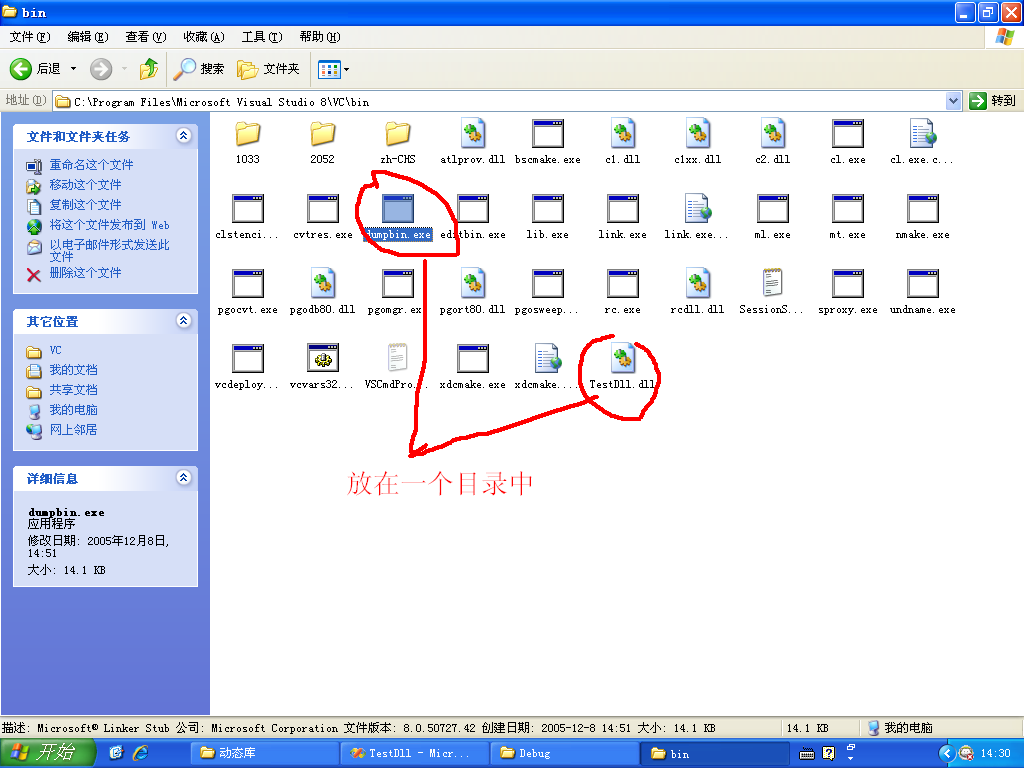 bin
文件(F) 编辑(E) 查看(V) 收藏(A) 工具(T) 帮助(H)
后退 搜索 文件夹
地址(D) C:\Program Files\Microsoft Visual Studio 8\VC\bin 转到
文件和文件夹任务
重命名这个文件
移动这个文件
复制这个文件
将这个文件发布到 Web
以电子邮件形式发送此
文件
删除这个文件
其它位置
VC
我的文档
共享文档
我的电脑
网上邻居
详细信息
dumpbin.exe
应用程序
修改日期: 2005年12月8日,
14:51
大小: 14.1 KB
1033 2052 zh-CHS atlprov.dll bscmake.exe c1.dll c1xx.dll c2.dll cl.exe cl.exe.c...
clstenci... cvtres.exe dumpbin.exe editbin.exe lib.exe link.exe link.exe... ml.exe mt.exe nmake.exe
pgocvt.exe pgodb80.dll pgomgr.ex pgort80.dll pgosweep... rc.exe rcdll.dll SessionS... sproxy.exe undname.exe
vcdeploy... vcvars32... VSCmdPro... xdcmake.exe xdcmake.... TestDll.dll
放在一个目录中
描述: Microsoft® Linker Stub 公司: Microsoft Corporation 文件版本: 8.0.50727.42 创建日期: 2005-12-8 14:51 大小: 14.1 KB 14.1 KB 我的电脑
开始 动态库 TestDll - Micr... Debug bin 14:30